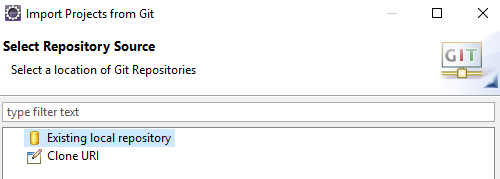 Import Projects from Git
Select Repository Source
Select a location of Git Repositories
GIT
type filter text
Existing local repository
Clone URI